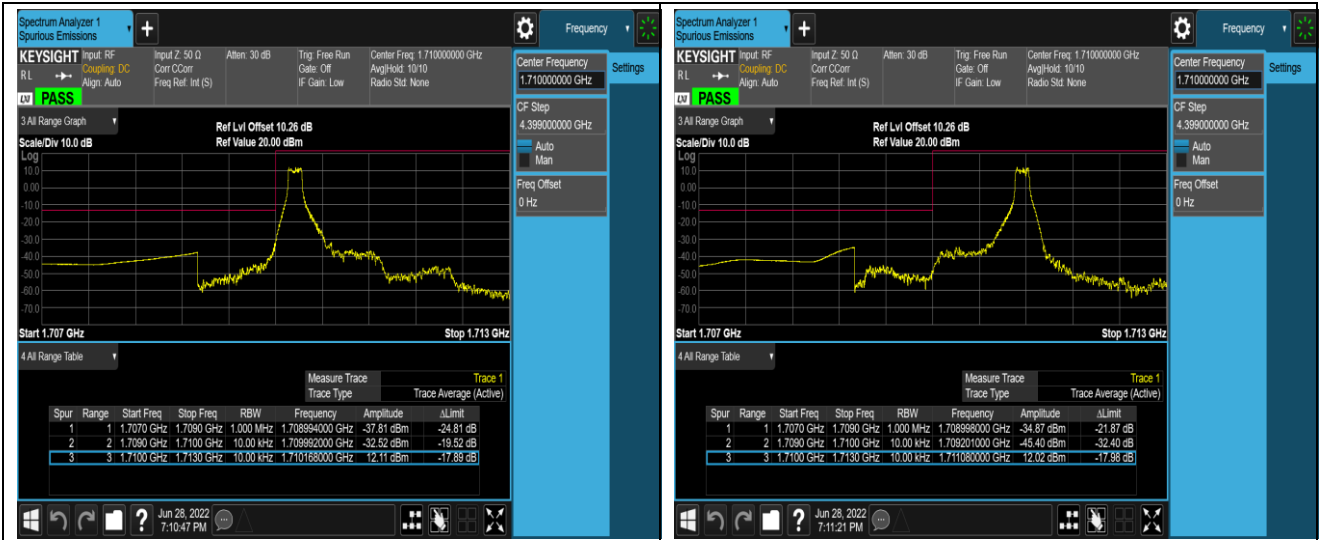 Spectrum Analyzer 1
Spurious Emissions
+
Frequency
KEYSIGHT Input: RF Input Z: 50 Ω Atten: 30 dB Trig: Free Run Center Freq: 1.710000000 GHz
Coupling: DC Corr CCorr Gate: Off Avg|Hold: 10/10
RL Align: Auto Freq Ref: Int (S) IF Gain: Low Radio Std: None
LXI PASS
Center Frequency
1.710000000 GHz
Settings
CF Step
4.399000000 GHz
Auto
Man
Freq Offset
0 Hz
3 All Range Graph
Ref Lvl Offset 10.26 dB
Scale/Div 10.0 dB Ref Value 20.00 dBm
Log
10.0
0.00
-10.0
-20.0
-30.0
-40.0
-50.0
-60.0
-70.0
Start 1.707 GHz Stop 1.713 GHz
4 All Range Table
Measure Trace Trace 1
Trace Type Trace Average (Active)
Spur Range Start Freq Stop Freq RBW Frequency Amplitude ΔLimit
1 1 1.7070 GHz 1.7090 GHz 1.000 MHz 1.708994000 GHz -37.81 dBm -24.81 dB
2 2 1.7090 GHz 1.7100 GHz 10.00 kHz 1.709992000 GHz -32.52 dBm -19.52 dB
3 3 1.7100 GHz 1.7130 GHz 10.00 kHz 1.710168000 GHz 12.11 dBm -17.89 dB
?
Jun 28, 2022
7:10:47 PM
Spectrum Analyzer 1
Spurious Emissions
+
Frequency
KEYSIGHT Input: RF Input Z: 50 Ω Atten: 30 dB Trig: Free Run Center Freq: 1.710000000 GHz
Coupling: DC Corr CCorr Gate: Off Avg|Hold: 10/10
RL Align: Auto Freq Ref: Int (S) IF Gain: Low Radio Std: None
LXI PASS
Center Frequency
1.710000000 GHz
Settings
CF Step
4.399000000 GHz
Auto
Man
Freq Offset
0 Hz
3 All Range Graph
Ref Lvl Offset 10.26 dB
Scale/Div 10.0 dB Ref Value 20.00 dBm
Log
10.0
0.00
-10.0
-20.0
-30.0
-40.0
-50.0
-60.0
-70.0
Start 1.707 GHz Stop 1.713 GHz
4 All Range Table
Measure Trace Trace 1
Trace Type Trace Average (Active)
Spur Range Start Freq Stop Freq RBW Frequency Amplitude ΔLimit
1 1 1.7070 GHz 1.7090 GHz 1.000 MHz 1.708998000 GHz -34.87 dBm -21.87 dB
2 2 1.7090 GHz 1.7100 GHz 10.00 kHz 1.709201000 GHz -45.40 dBm -32.40 dB
3 3 1.7100 GHz 1.7130 GHz 10.00 kHz 1.711080000 GHz 12.02 dBm -17.98 dB
?
Jun 28, 2022
7:11:21 PM